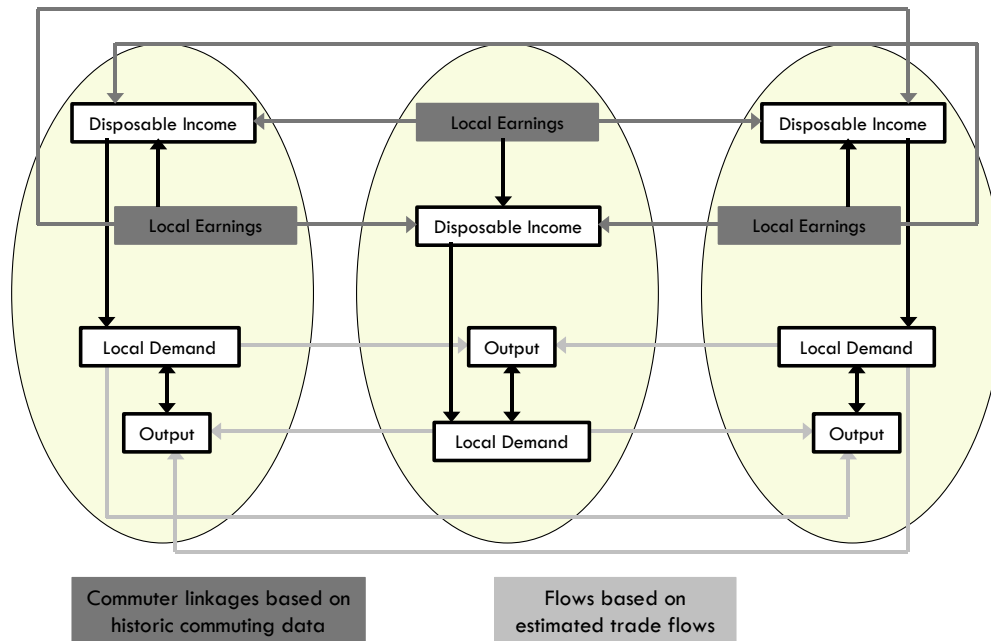 Disposable Income
Local Earnings
Disposable Income
Local Earnings
Disposable Income
Local Earnings
Local Demand
Output
Local Demand
Output
Local Demand
Output
Commuter linkages based on
historic commuting data
Flows based on
estimated trade flows